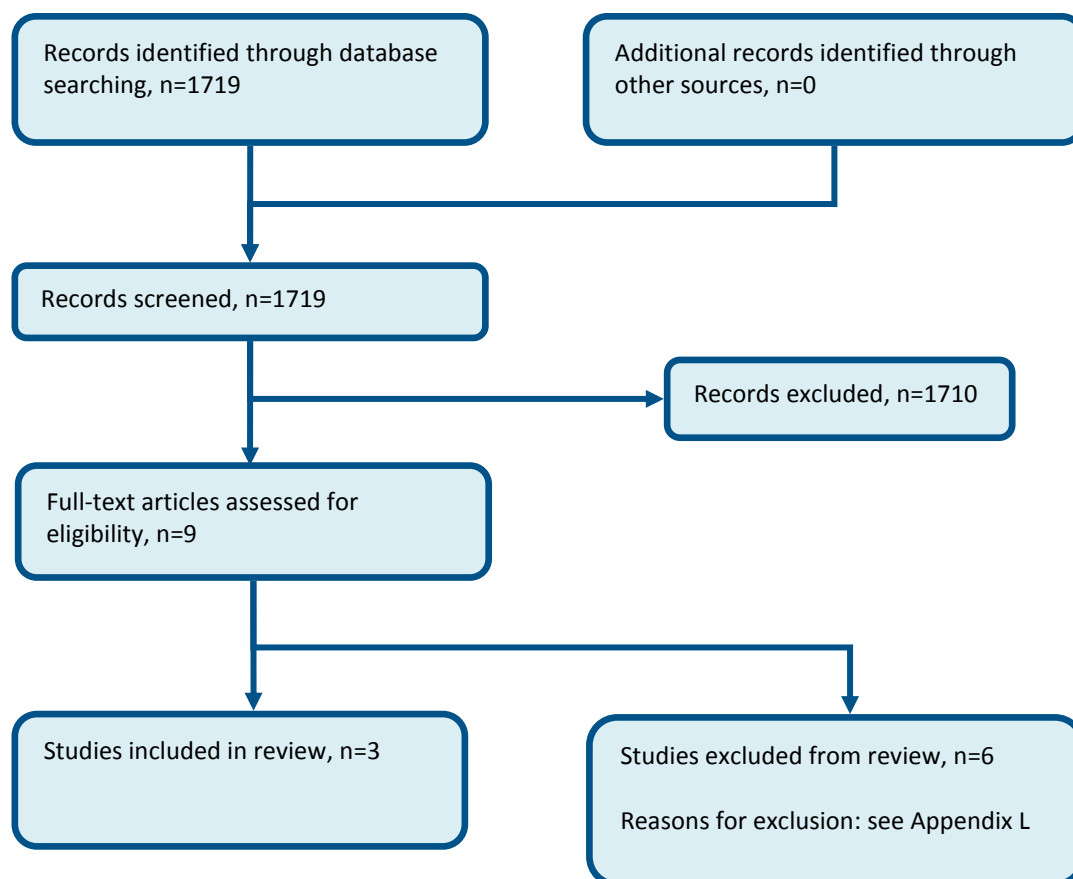 Records identified through database
searching, n=1719
Additional records identified through
other sources, n=0
Records screened, n=1719
Records excluded, n=1710
Full-text articles assessed for
eligibility, n=9
Studies included in review, n=3
Studies excluded from review, n=6
Reasons for exclusion: see Appendix L